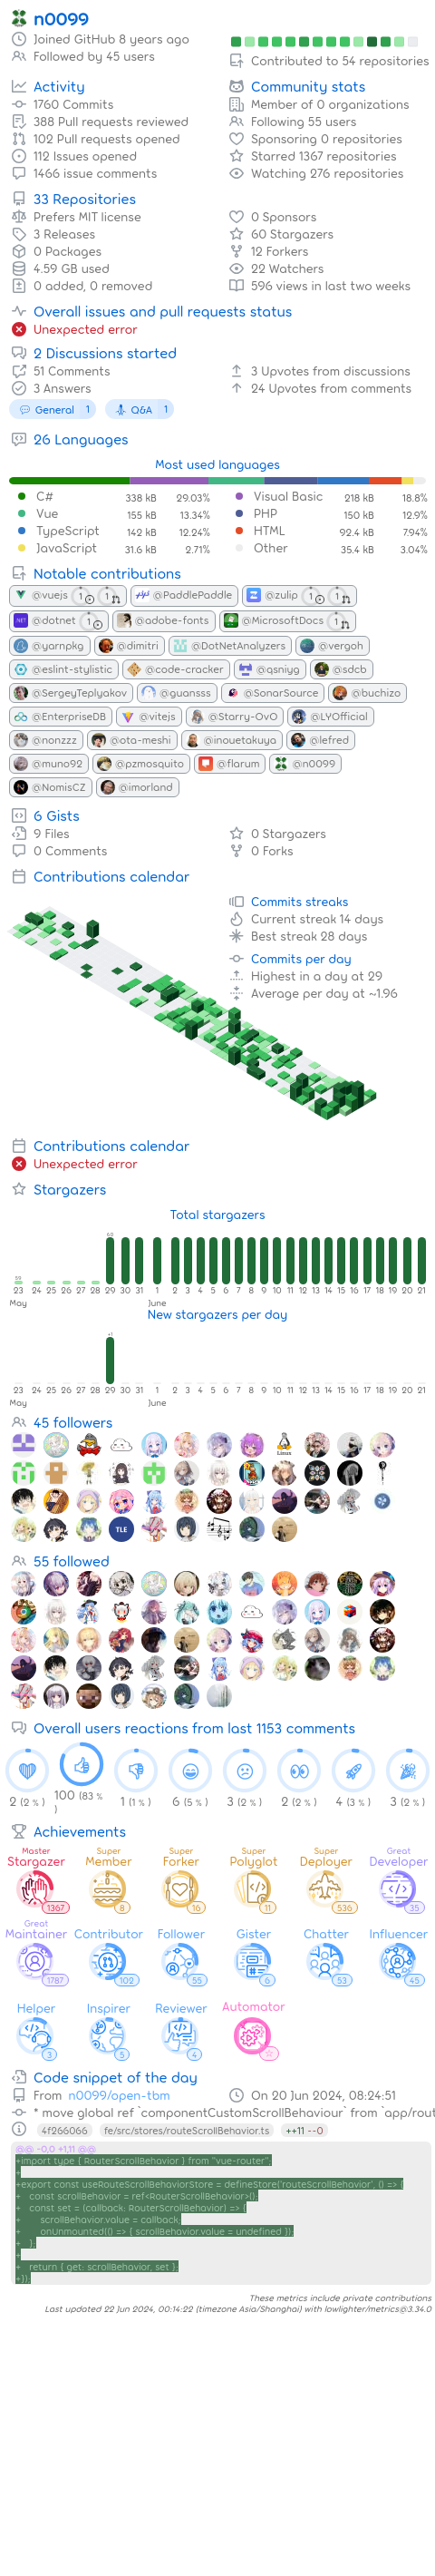 n0099
Joined GitHub 8 years ago
Followed by 45 users
Contributed to 54 repositories
Activity
1760 Commits
388 Pull requests reviewed
102 Pull requests opened
112 Issues opened
1466 issue comments
Community stats
Member of 0 organizations
Following 55 users
Sponsoring 0 repositories
Starred 1367 repositories
Watching 276 repositories
33 Repositories
Prefers MIT license
3 Releases
0 Packages
4.59 GB used
0 added, 0 removed
0 Sponsors
60 Stargazers
12 Forkers
22 Watchers
596 views in last two weeks
Overall issues and pull requests status
Unexpected error
2 Discussions started
51 Comments
3 Answers
3 Upvotes from discussions
24 Upvotes from comments
General 1 Q&A 1
26 Languages
Most used languages
C# 338 kB 29.03%
Vue 155 kB 13.34%
TypeScript 142 kB 12.24%
JavaScript 31.6 kB 2.71%
Visual Basic 218 kB 18.8%
PHP 150 kB 12.9%
HTML 92.4 kB 7.94%
Other 35.4 kB 3.04%
Notable contributions
@vuejs 1 1 @PaddlePaddle @zulip 1 1
@dotnet 1 @adobe-fonts @MicrosoftDocs 1
@yarnpkg @dimitri @DotNetAnalyzers @vergoh
@eslint-stylistic @code-cracker @qsniyg @sdcb
@SergeyTeplyakov @guansss @SonarSource @buchizo
@EnterpriseDB @vitejs @Starry-OvO @LYOfficial
@nonzzz @ota-meshi @inouetakuya @lefred
@muno92 @pzmosquito @flarum @n0099
@NomisCZ @imorland
6 Gists
9 Files
0 Comments
0 Stargazers
0 Forks
Contributions calendar
Commits streaks
Current streak 14 days
Best streak 28 days
Commits per day
Highest in a day at 29
Average per day at ~1.96
Contributions calendar
Unexpected error
Stargazers
Total stargazers
59 60
23 24 25 26 27 28 29 30 31 1 2 3 4 5 6 7 8 9 10 11 12 13 14 15 16 17 18 19 20 21
May June
New stargazers per day
+1
23 24 25 26 27 28 29 30 31 1 2 3 4 5 6 7 8 9 10 11 12 13 14 15 16 17 18 19 20 21
May June
45 followers
Linux
TLE
55 followed
Overall users reactions from last 1153 comments
2 (2 %) 100 (83 %) 1 (1 %) 6 (5 %) 3 (2 %) 2 (2 %) 4 (3 %) 3 (2 %)
Achievements
Master Super Super Super Super Great
Stargazer Member Forker Polyglot Deployer Developer
1367 8 16 11 536 35
Great
Maintainer Contributor Follower Gister Chatter Influencer
1787 102 55 6 53 45
Helper Inspirer Reviewer Automator
3 5 4
Code snippet of the day
From n0099/open-tbm
On 20 Jun 2024, 08:24:51
* move global ref `componentCustomScrollBehaviour` from `app/rout
4f266066 fe/src/stores/routeScrollBehavior.ts ++11 --0
@@ -0,0 +1,11 @@
+import type { RouterScrollBehavior } from "vue-router";
+
+export const useRouteScrollBehaviorStore = defineStore('routeScrollBehavior', () => {
+ const scrollBehavior = ref<RouterScrollBehavior>();
+ const set = (callback: RouterScrollBehavior) => {
+ scrollBehavior.value = callback;
+ onUnmounted(() => { scrollBehavior.value = undefined });
+ };
+
+ return { get: scrollBehavior, set };
+});
These metrics include private contributions
Last updated 22 Jun 2024, 00:14:22 (timezone Asia/Shanghai) with lowlighter/metrics@3.34.0